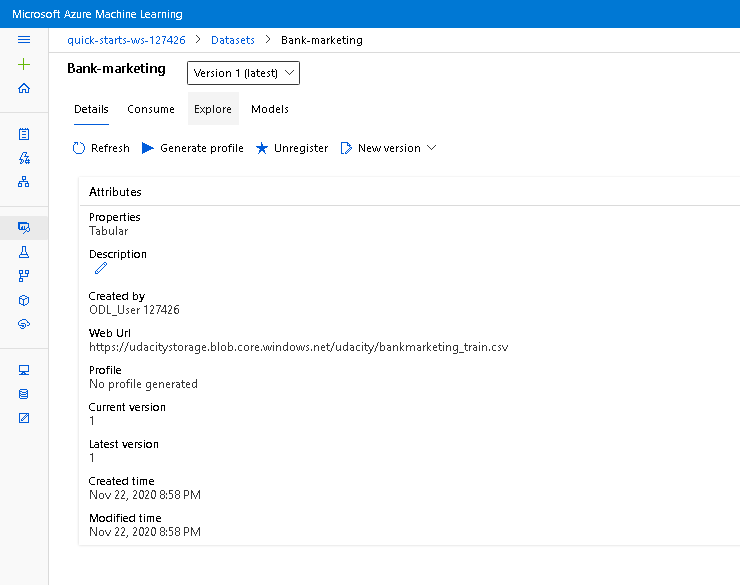 Microsoft Azure Machine Learning
quick-starts-ws-127426 > Datasets > Bank-marketing
Bank-marketing Version 1 (latest)
Details Consume Explore Models
Refresh Generate profile Unregister New version
Attributes
Properties
Tabular
Description
Created by
ODL_User 127426
Web Url
https://udacitystorage.blob.core.windows.net/udacity/bankmarketing_train.csv
Profile
No profile generated
Current version
1
Latest version
1
Created time
Nov 22, 2020 8:58 PM
Modified time
Nov 22, 2020 8:58 PM